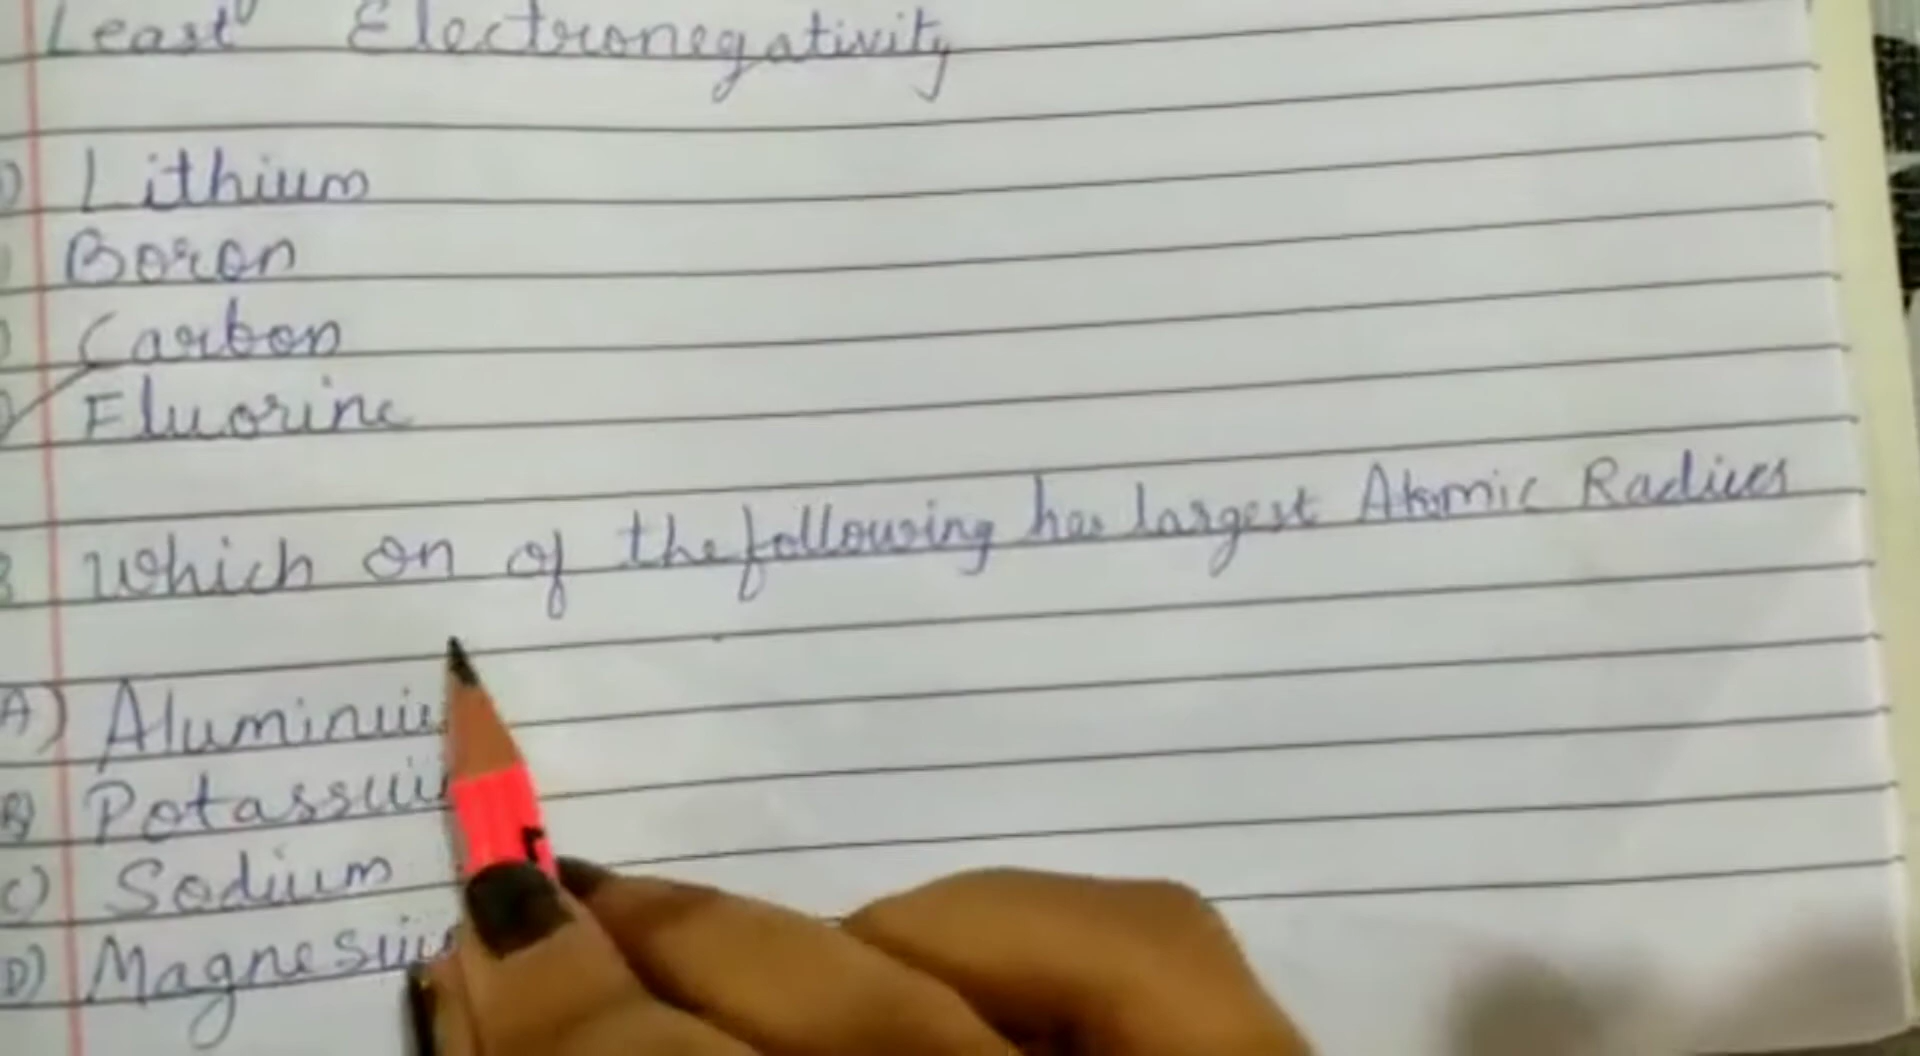 Least Electronegativity
) Lithium
) Boron
) Carbon
) Fluorine
which on of the following has largest Atomic Radius
A) Aluminiu
B) Potassiu
C) Sodium
D) Magnesiu